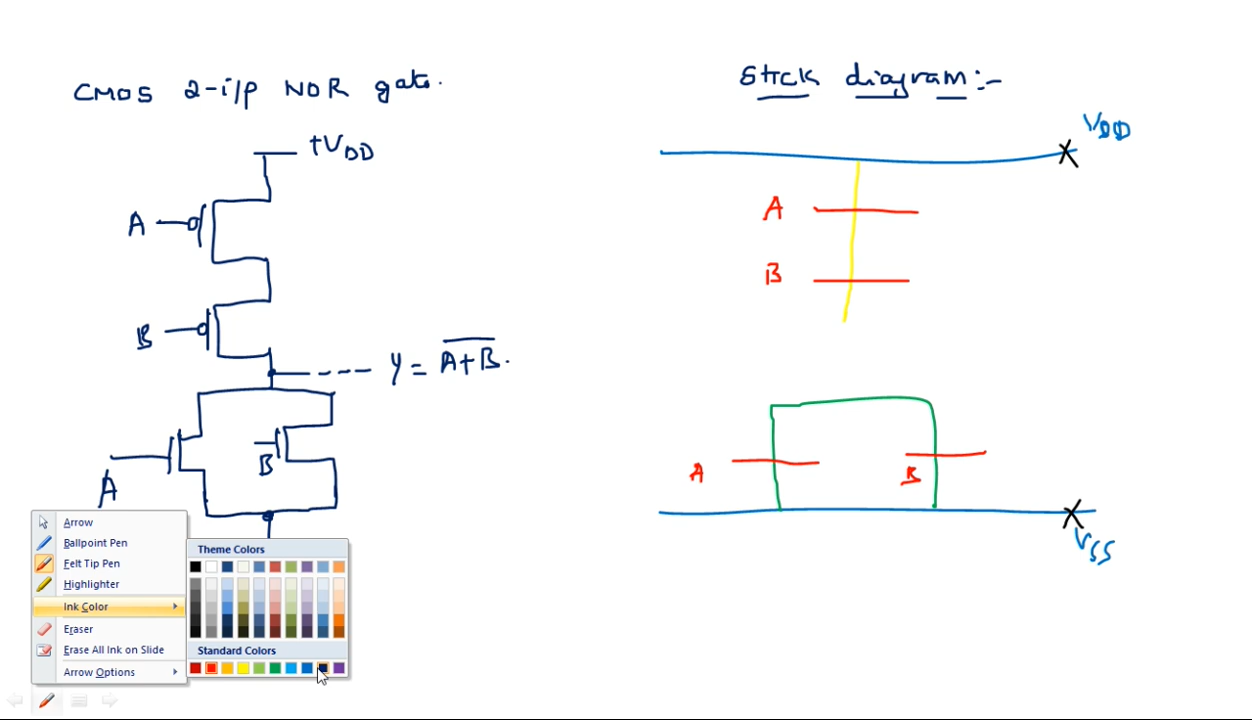 CMOS 2-i/p NOR gate.
+VDD
A
B
Y = A+B.
A
B
Stick diagram:-
VDD
A
B
A
B
VSS
Arrow
Ballpoint Pen
Felt Tip Pen
Highlighter
Ink Color
Eraser
Erase All Ink on Slide
Arrow Options
Theme Colors
Standard Colors